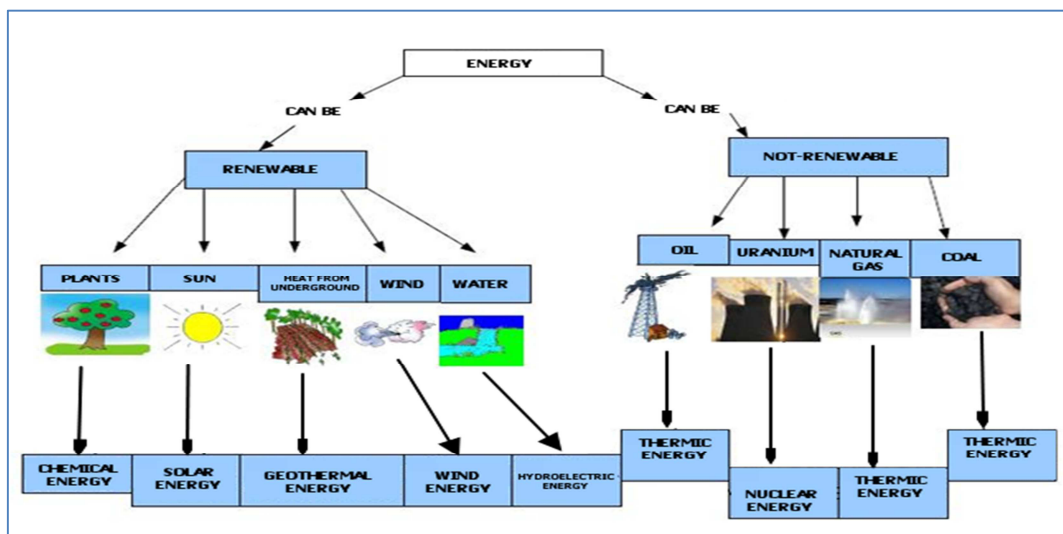 ENERGY
CAN BE
CAN BE
RENEWABLE
NOT-RENEWABLE
PLANTS
SUN
HEAT FROM
UNDERGROUND
WIND
WATER
OIL
URANIUM
NATURAL
GAS
COAL
CHEMICAL
ENERGY
SOLAR
ENERGY
GEOTHERMAL
ENERGY
WIND
ENERGY
HYDROELECTRIC
ENERGY
THERMIC
ENERGY
NUCLEAR
ENERGY
THERMIC
ENERGY
THERMIC
ENERGY